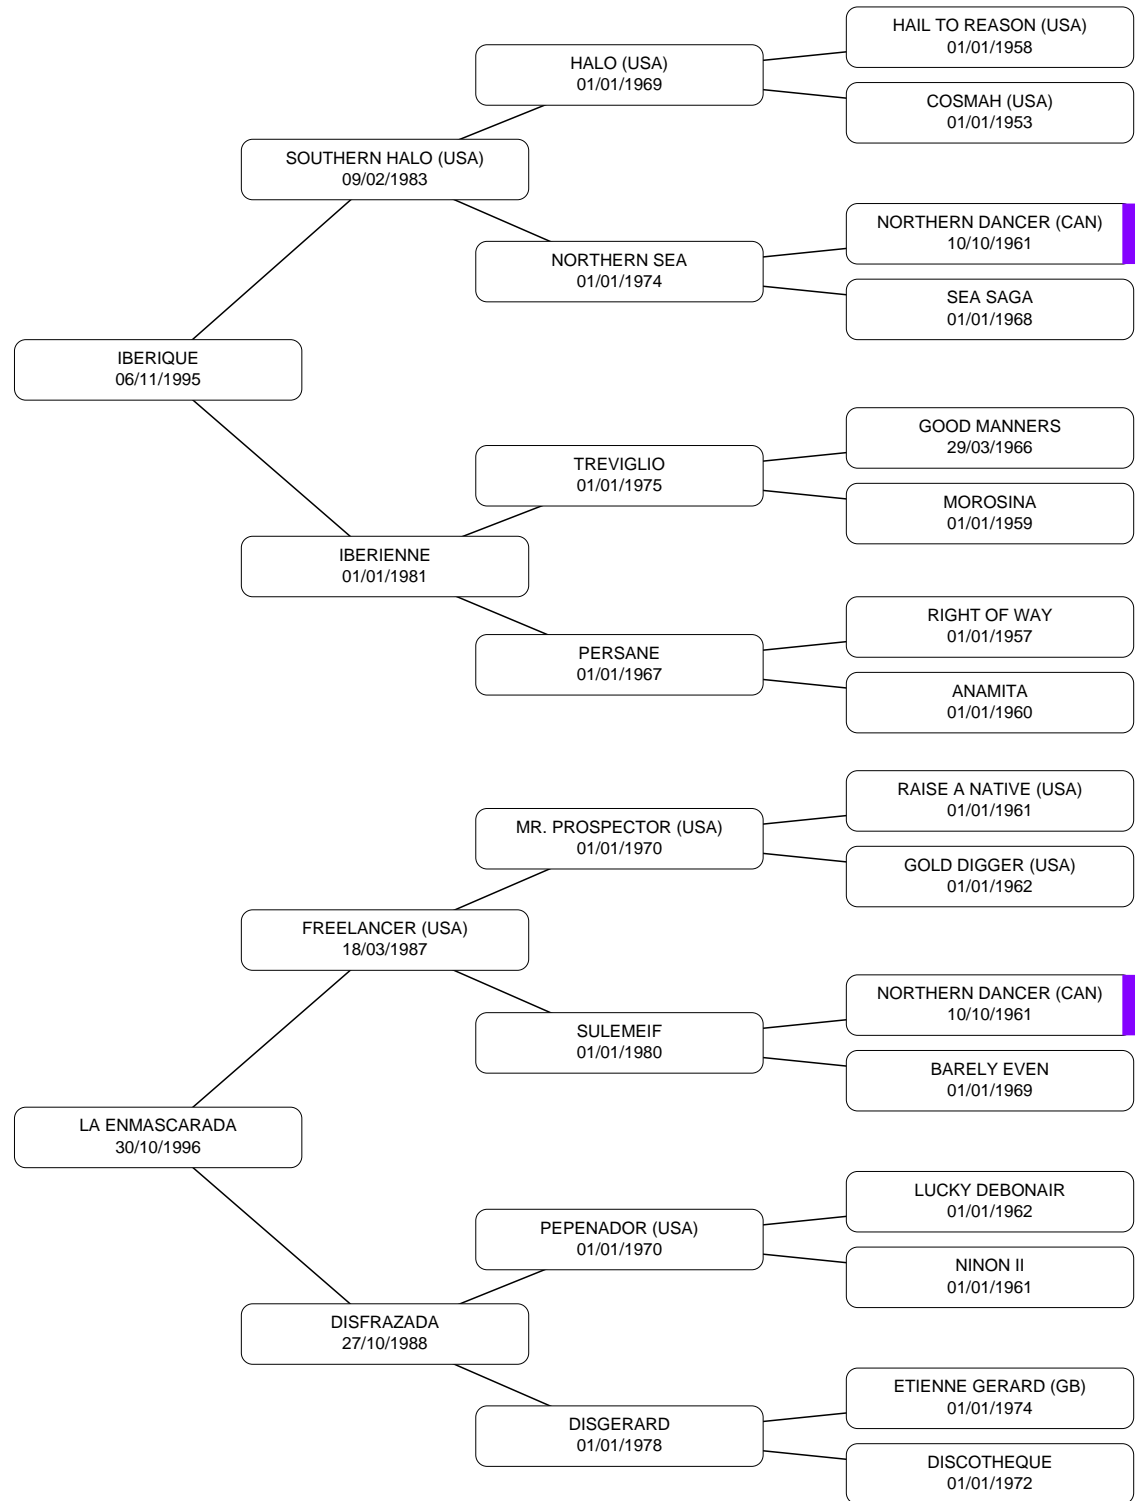 HAIL TO REASON (USA)
01/01/1958
HALO (USA)
01/01/1969
COSMAH (USA)
01/01/1953
SOUTHERN HALO (USA)
09/02/1983
NORTHERN DANCER (CAN)
10/10/1961
NORTHERN SEA
01/01/1974
SEA SAGA
01/01/1968
IBERIQUE
06/11/1995
GOOD MANNERS
29/03/1966
TREVIGLIO
01/01/1975
MOROSINA
01/01/1959
IBERIENNE
01/01/1981
RIGHT OF WAY
01/01/1957
PERSANE
01/01/1967
ANAMITA
01/01/1960
RAISE A NATIVE (USA)
01/01/1961
MR. PROSPECTOR (USA)
01/01/1970
GOLD DIGGER (USA)
01/01/1962
FREELANCER (USA)
18/03/1987
NORTHERN DANCER (CAN)
10/10/1961
SULEMEIF
01/01/1980
BARELY EVEN
01/01/1969
LA ENMASCARADA
30/10/1996
LUCKY DEBONAIR
01/01/1962
PEPENADOR (USA)
01/01/1970
NINON II
01/01/1961
DISFRAZADA
27/10/1988
ETIENNE GERARD (GB)
01/01/1974
DISGERARD
01/01/1978
DISCOTHEQUE
01/01/1972